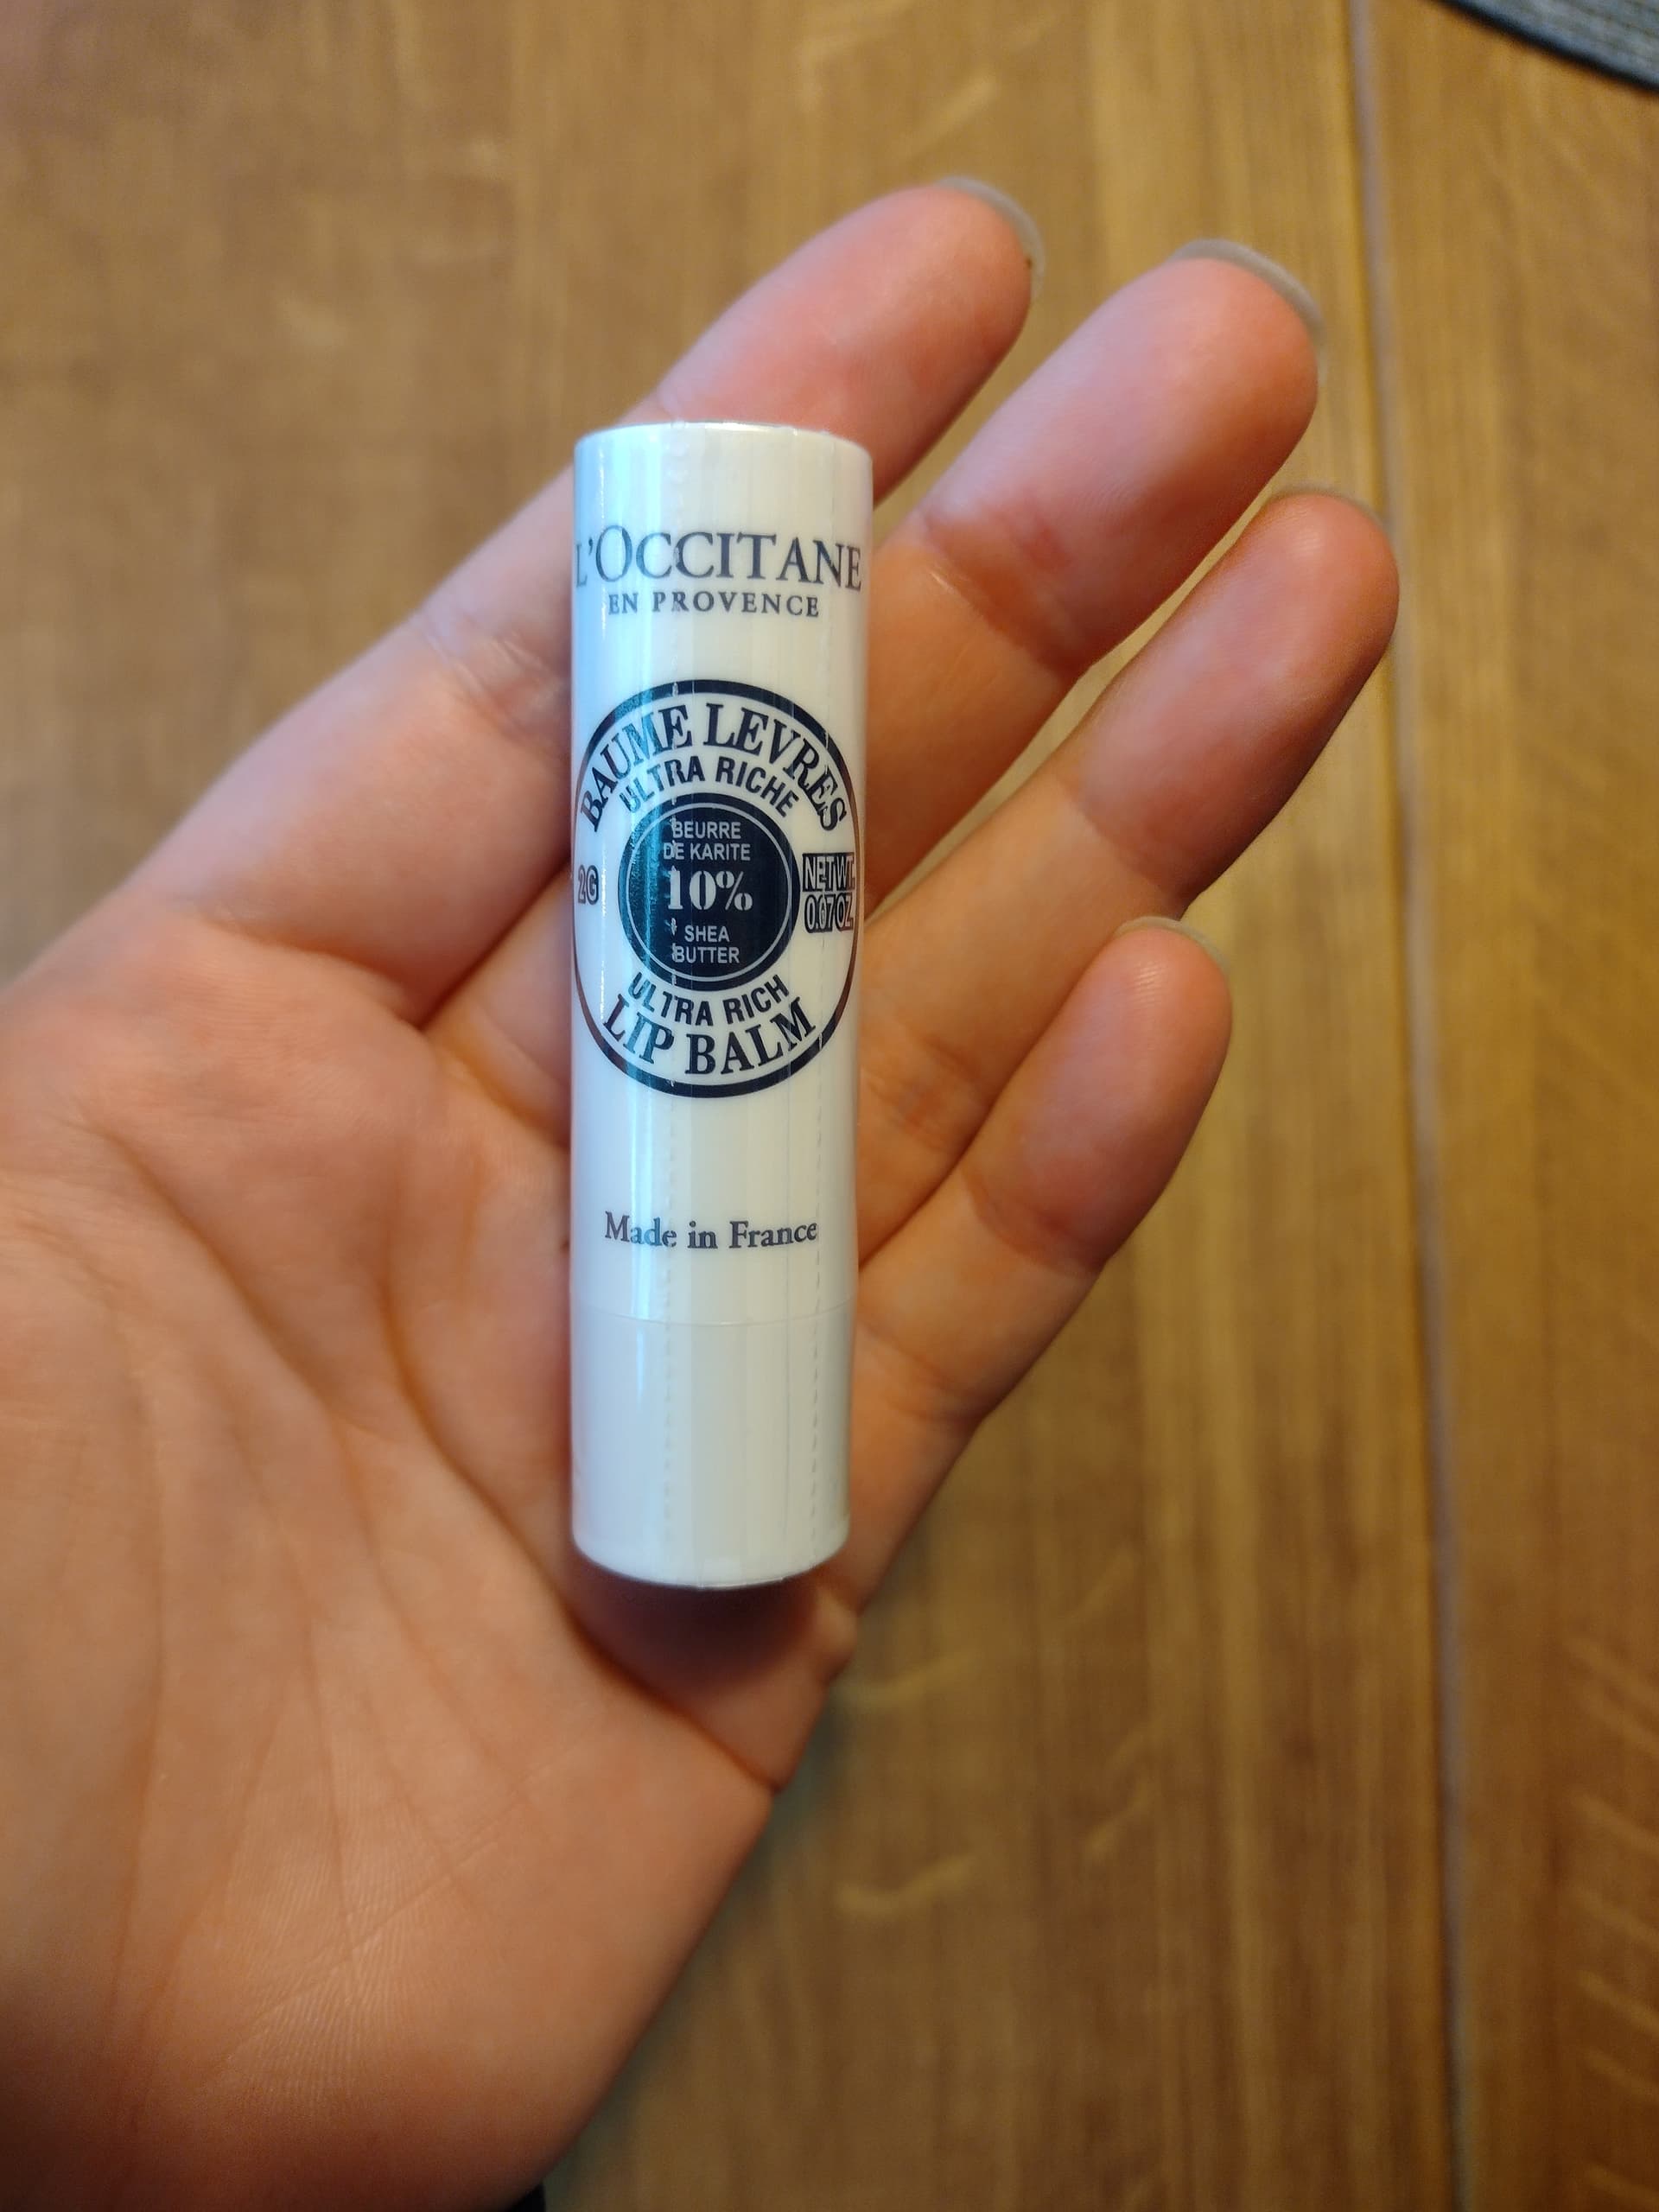 L'OCCITANE
EN PROVENCE
BAUME LEVRES
ULTRA RICHE
BEURRE
DE KARITE
10%
SHEA
BUTTER
2G
NET WT.
0.07 OZ.
ULTRA RICH
LIP BALM
Made in France